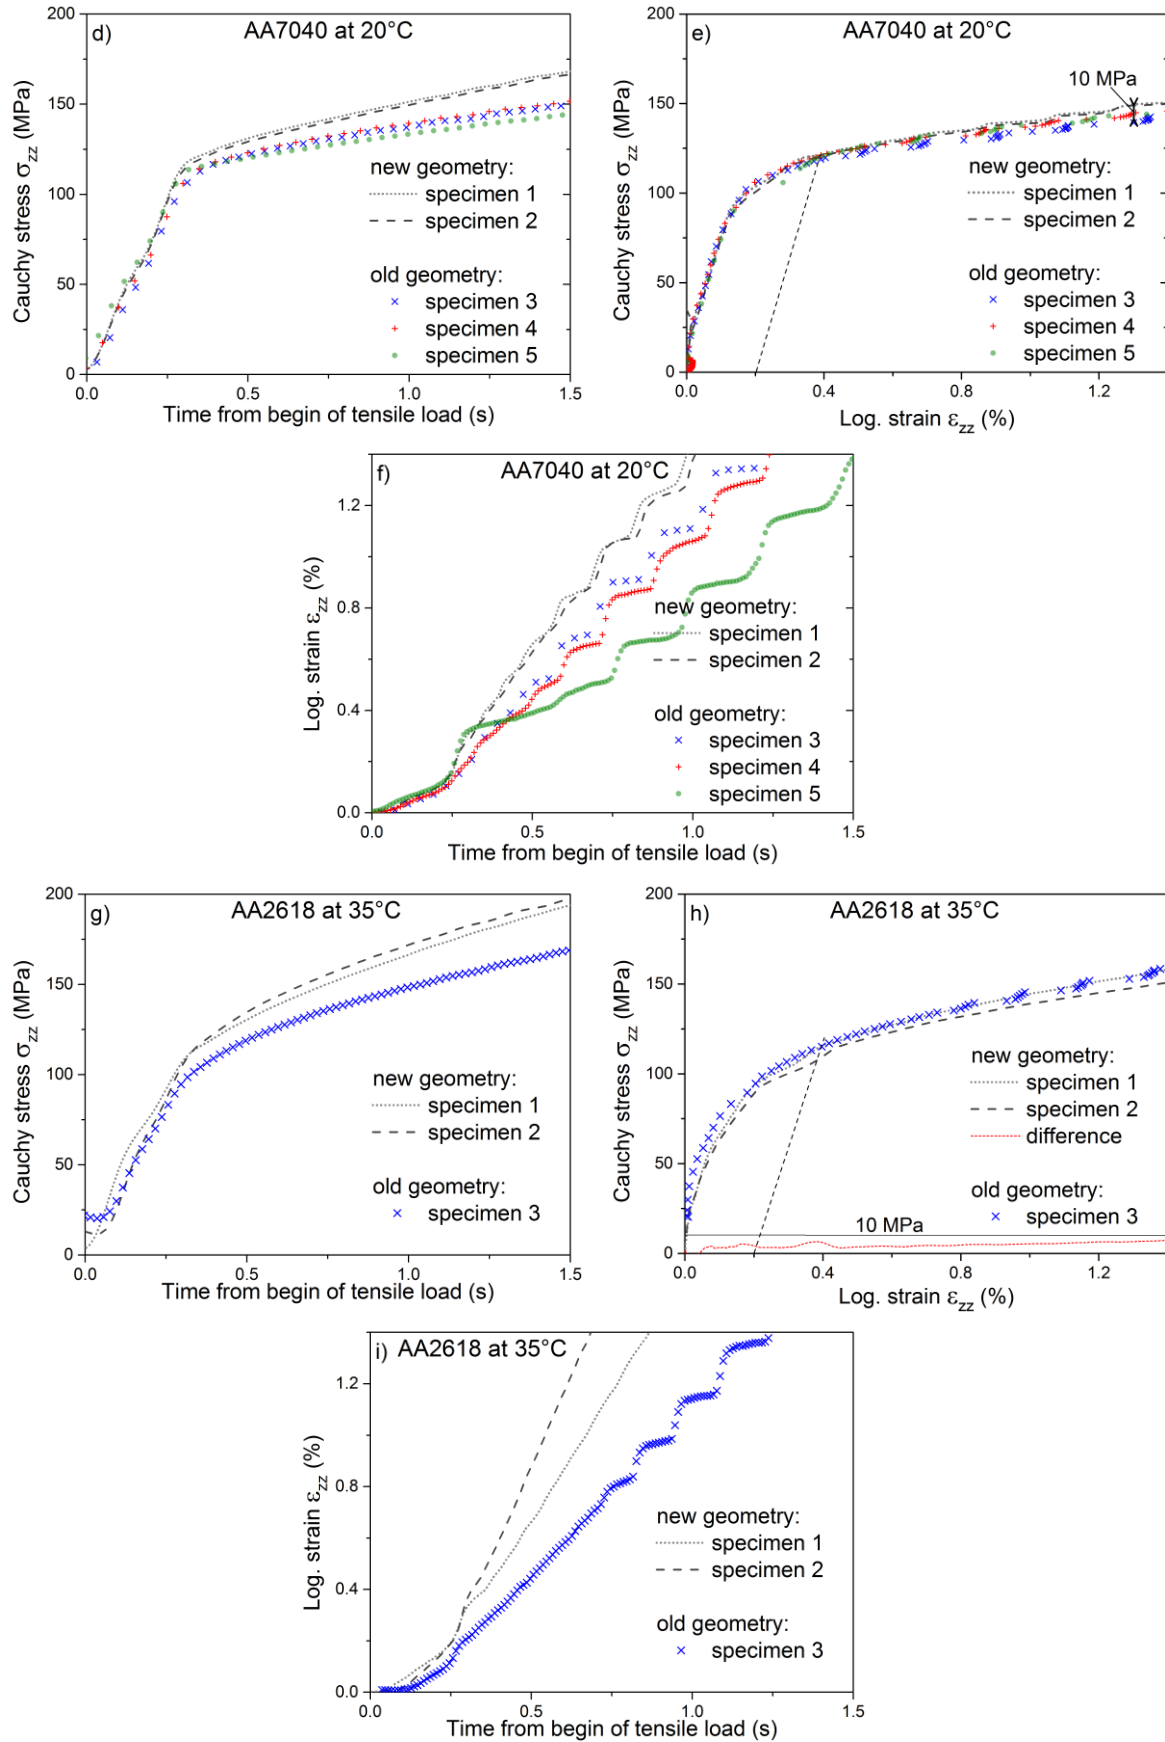 d) AA7040 at 20°C
200
150
100
50
0
Cauchy stress σzz (MPa)
new geometry:
specimen 1
specimen 2
old geometry:
specimen 3
specimen 4
specimen 5
0.0 0.5 1.0 1.5
Time from begin of tensile load (s)
e) AA7040 at 20°C
200
150
100
50
0
Cauchy stress σzz (MPa)
10 MPa
new geometry:
specimen 1
specimen 2
old geometry:
specimen 3
specimen 4
specimen 5
0.0 0.4 0.8 1.2
Log. strain εzz (%)
f) AA7040 at 20°C
1.2
0.8
0.4
0.0
Log. strain εzz (%)
new geometry:
specimen 1
specimen 2
old geometry:
specimen 3
specimen 4
specimen 5
0.0 0.5 1.0 1.5
Time from begin of tensile load (s)
g) AA2618 at 35°C
200
150
100
50
0
Cauchy stress σzz (MPa)
new geometry:
specimen 1
specimen 2
old geometry:
specimen 3
0.0 0.5 1.0 1.5
Time from begin of tensile load (s)
h) AA2618 at 35°C
200
150
100
50
0
Cauchy stress σzz (MPa)
new geometry:
specimen 1
specimen 2
difference
old geometry:
specimen 3
10 MPa
0.0 0.4 0.8 1.2
Log. strain εzz (%)
i) AA2618 at 35°C
1.2
0.8
0.4
0.0
Log. strain εzz (%)
new geometry:
specimen 1
specimen 2
old geometry:
specimen 3
0.0 0.5 1.0 1.5
Time from begin of tensile load (s)